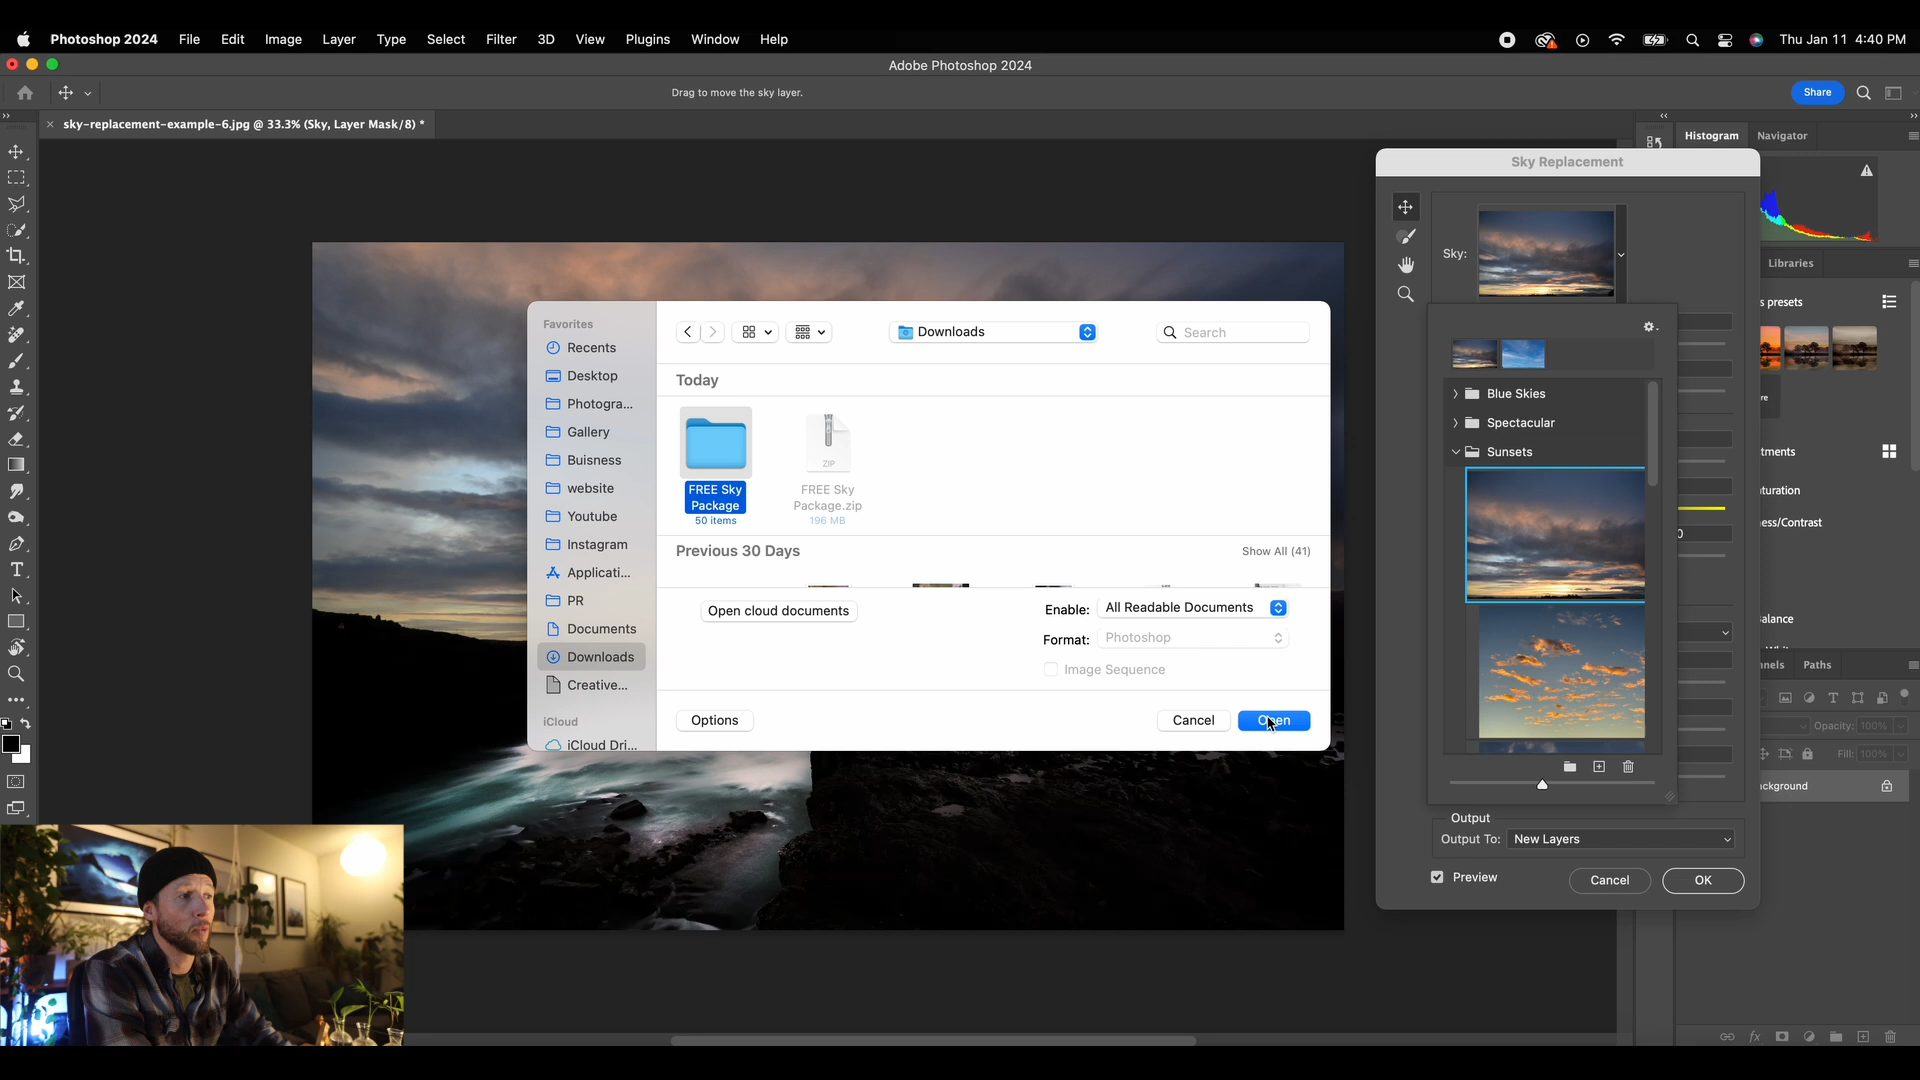 Photoshop 2024 File Edit Image Layer Type Select Filter 3D View Plugins Window Help Thu Jan 11 4:40 PM
Adobe Photoshop 2024
Drag to move the sky layer.
Share
sky-replacement-example-6.jpg @ 33.3% (Sky, Layer Mask/8) *
Histogram Navigator
Sky Replacement
Sky:
Libraries
s presets
Favorites
Recents
Desktop
Photogra...
Gallery
Buisness
website
Youtube
Instagram
Applicati...
PR
Documents
Downloads
Creative...
iCloud
iCloud Dri...
Downloads
Search
Today
FREE Sky
Package
50 items
ZIP
FREE Sky
Package.zip
196 MB
Previous 30 Days
Show All (41)
Open cloud documents
Enable: All Readable Documents
Format: Photoshop
Image Sequence
Options
Cancel
Open
Blue Skies
Spectacular
Sunsets
re
tments
turation
ess/Contrast
alance
nnels Paths
Opacity: 100%
Fill: 100%
ckground
Output
Output To: New Layers
Preview
Cancel
OK